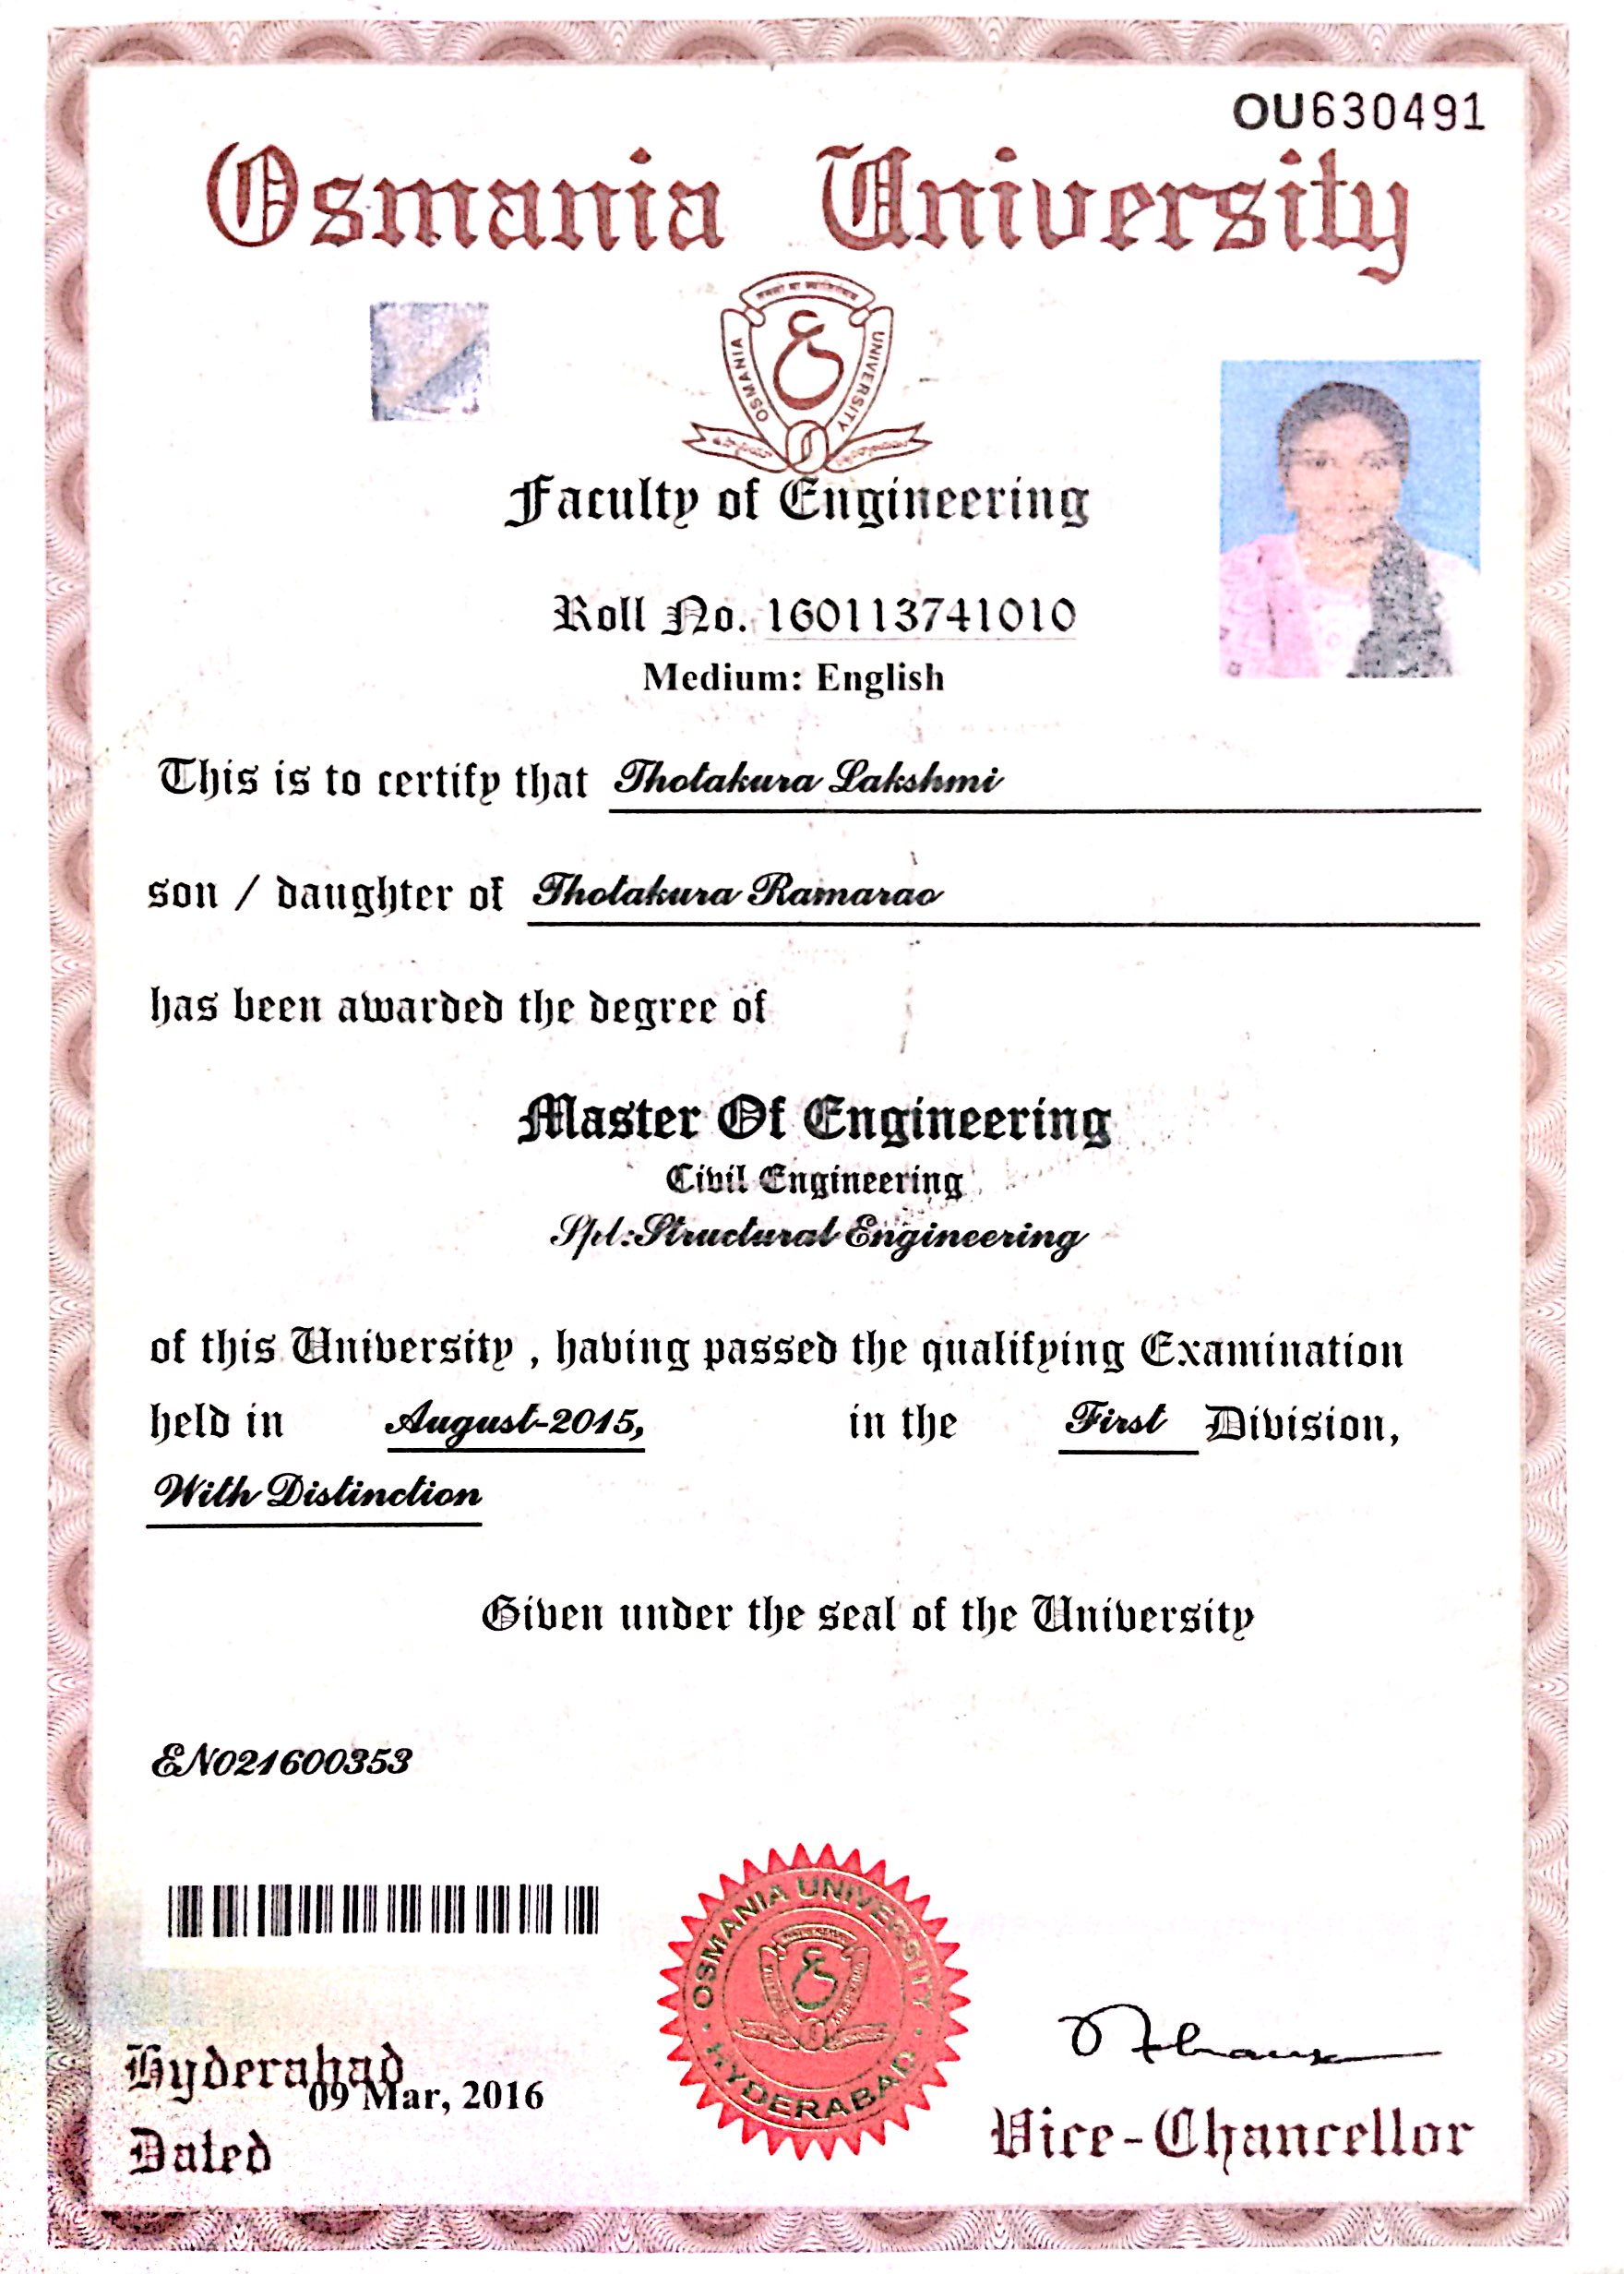 OU630491
Osmania University
OSMANIA UNIVERSITY
Faculty of Engineering
Roll No. 160113741010
Medium: English
This is to certify that Thotakura Lakshmi
son / daughter of Thotakura Ramarao
has been awarded the degree of
Master Of Engineering
Civil Engineering
Spl:Structural Engineering
of this University , having passed the qualifying Examination
held in August-2015, in the First Division,
With Distinction
Given under the seal of the University
EN021600353
OSMANIA UNIVERSITY
HYDERABAD
Hyderabad
09 Mar, 2016
Dated
Vice-Chancellor